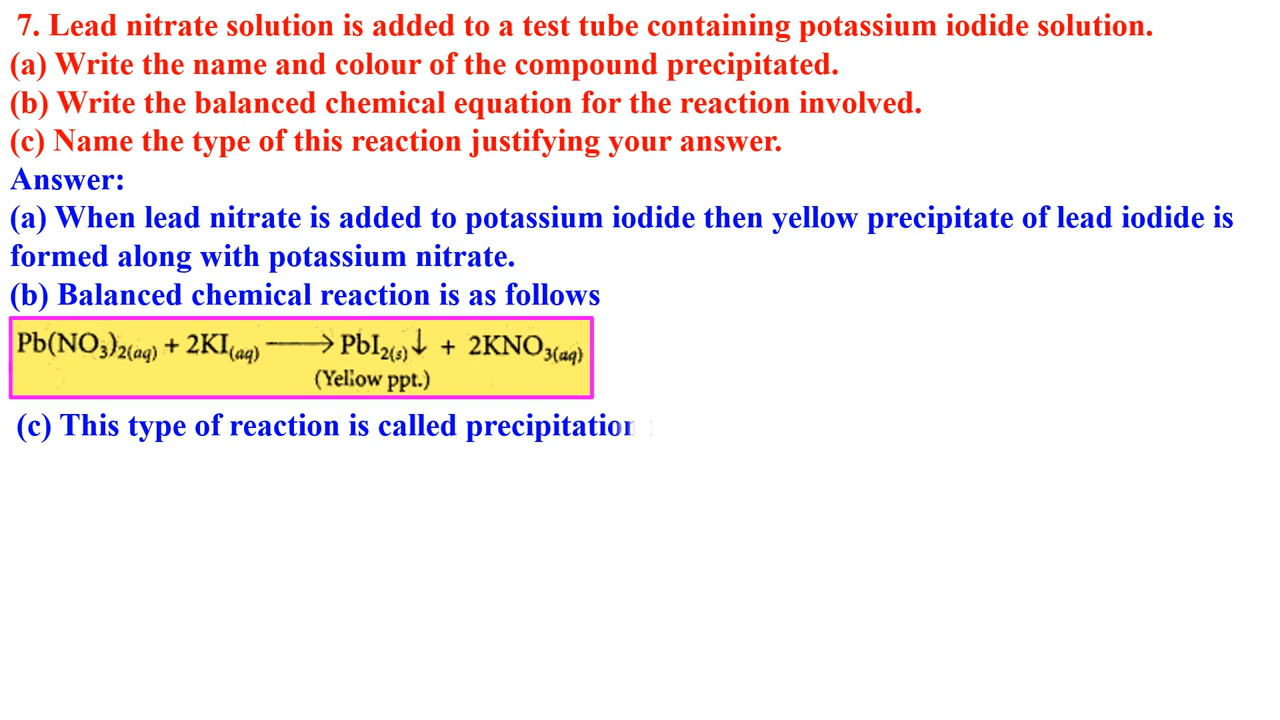 7. Lead nitrate solution is added to a test tube containing potassium iodide solution.
(a) Write the name and colour of the compound precipitated.
(b) Write the balanced chemical equation for the reaction involved.
(c) Name the type of this reaction justifying your answer.
Answer:
(a) When lead nitrate is added to potassium iodide then yellow precipitate of lead iodide is
formed along with potassium nitrate.
(b) Balanced chemical reaction is as follows
Pb(NO₃)₂(aq) + 2KI(aq) ⟶ PbI₂(s)↓ + 2KNO₃(aq)
(Yellow ppt.)
(c) This type of reaction is called precipitation